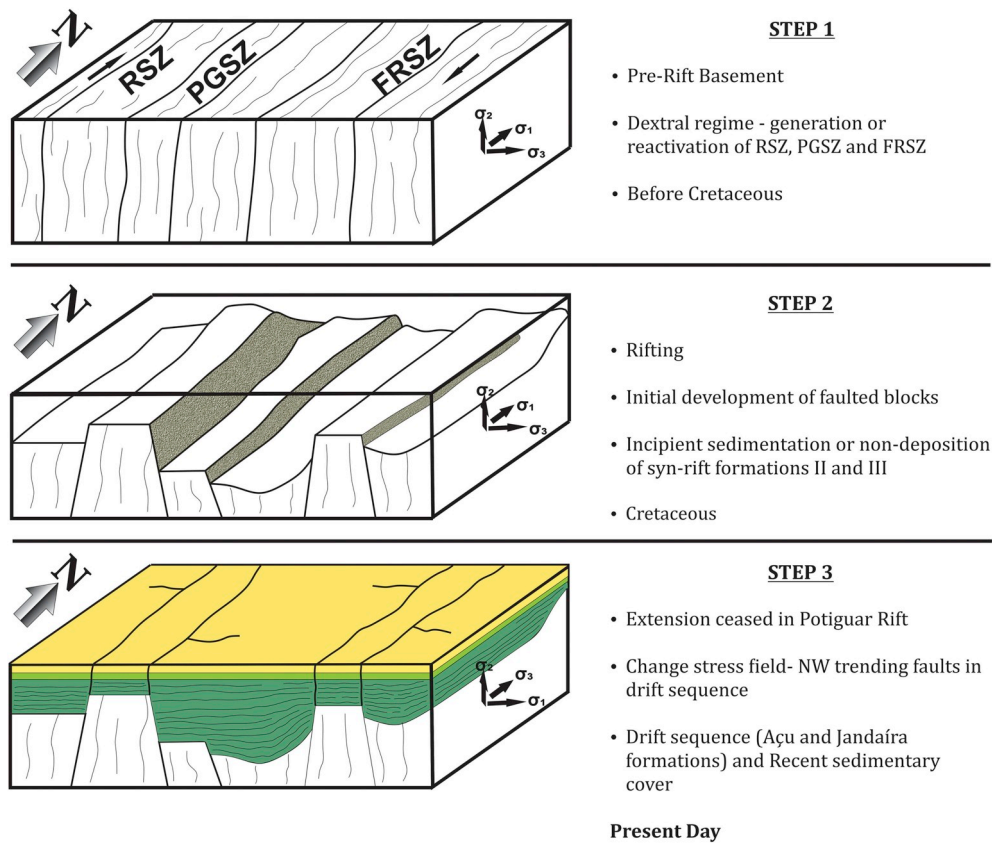 N
RSZ
PGSZ
FRSZ
σ2
σ1
σ3
STEP 1
• Pre-Rift Basement
• Dextral regime - generation or
reactivation of RSZ, PGSZ and FRSZ
• Before Cretaceous
N
σ2
σ1
σ3
STEP 2
• Rifting
• Initial development of faulted blocks
• Incipient sedimentation or non-deposition
of syn-rift formations II and III
• Cretaceous
N
σ2
σ3
σ1
STEP 3
• Extension ceased in Potiguar Rift
• Change stress field- NW trending faults in
drift sequence
• Drift sequence (Açu and Jandaíra
formations) and Recent sedimentary
cover
Present Day